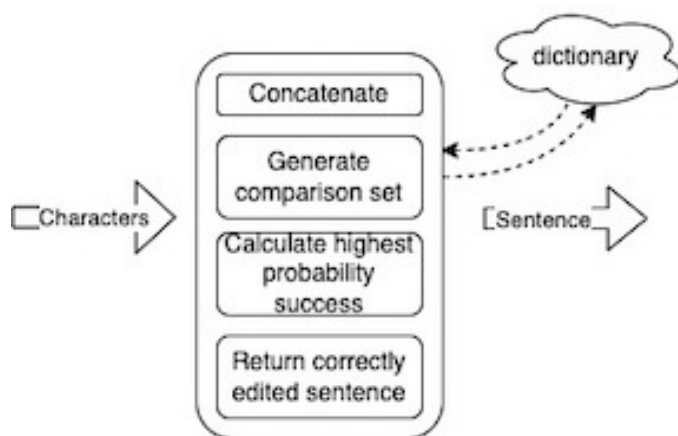 dictionary
Concatenate
Generate
comparison set
Characters
Sentence
Calculate highest
probability
success
Return correctly
edited sentence